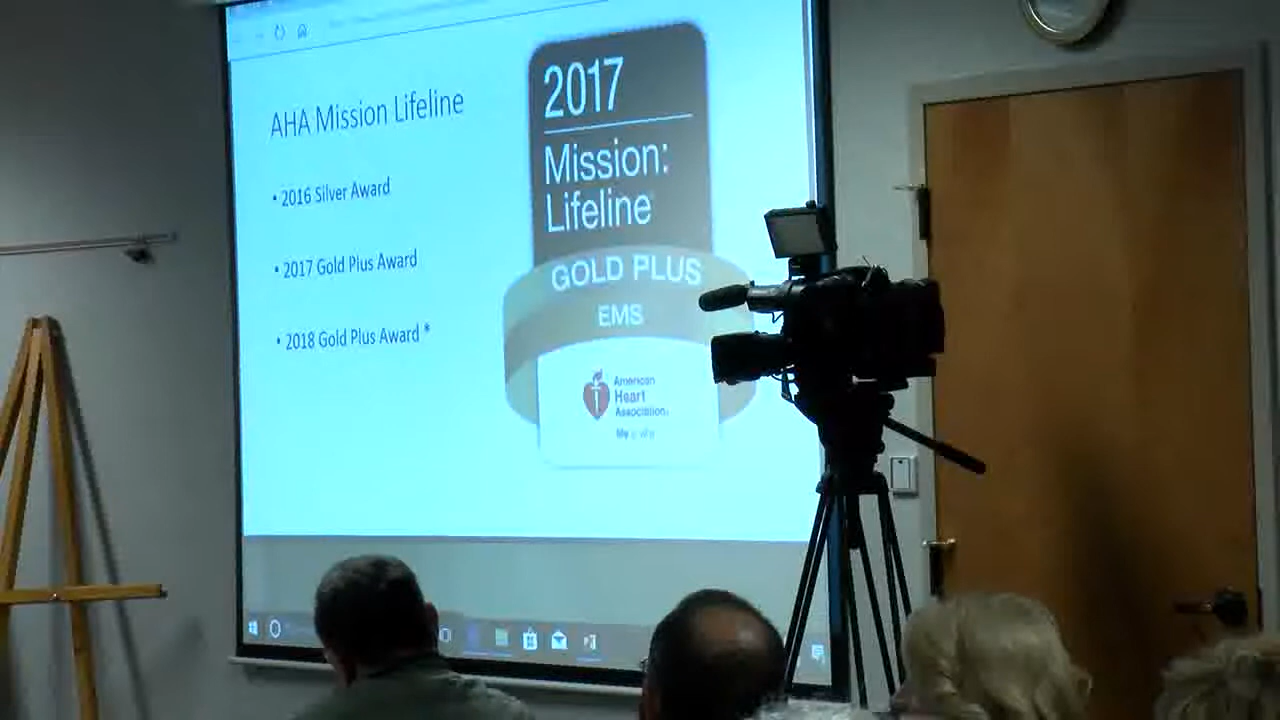 AHA Mission Lifeline
• 2016 Silver Award
• 2017 Gold Plus Award
• 2018 Gold Plus Award *
2017
Mission:
Lifeline
GOLD PLUS
EMS
American
Heart
Association.